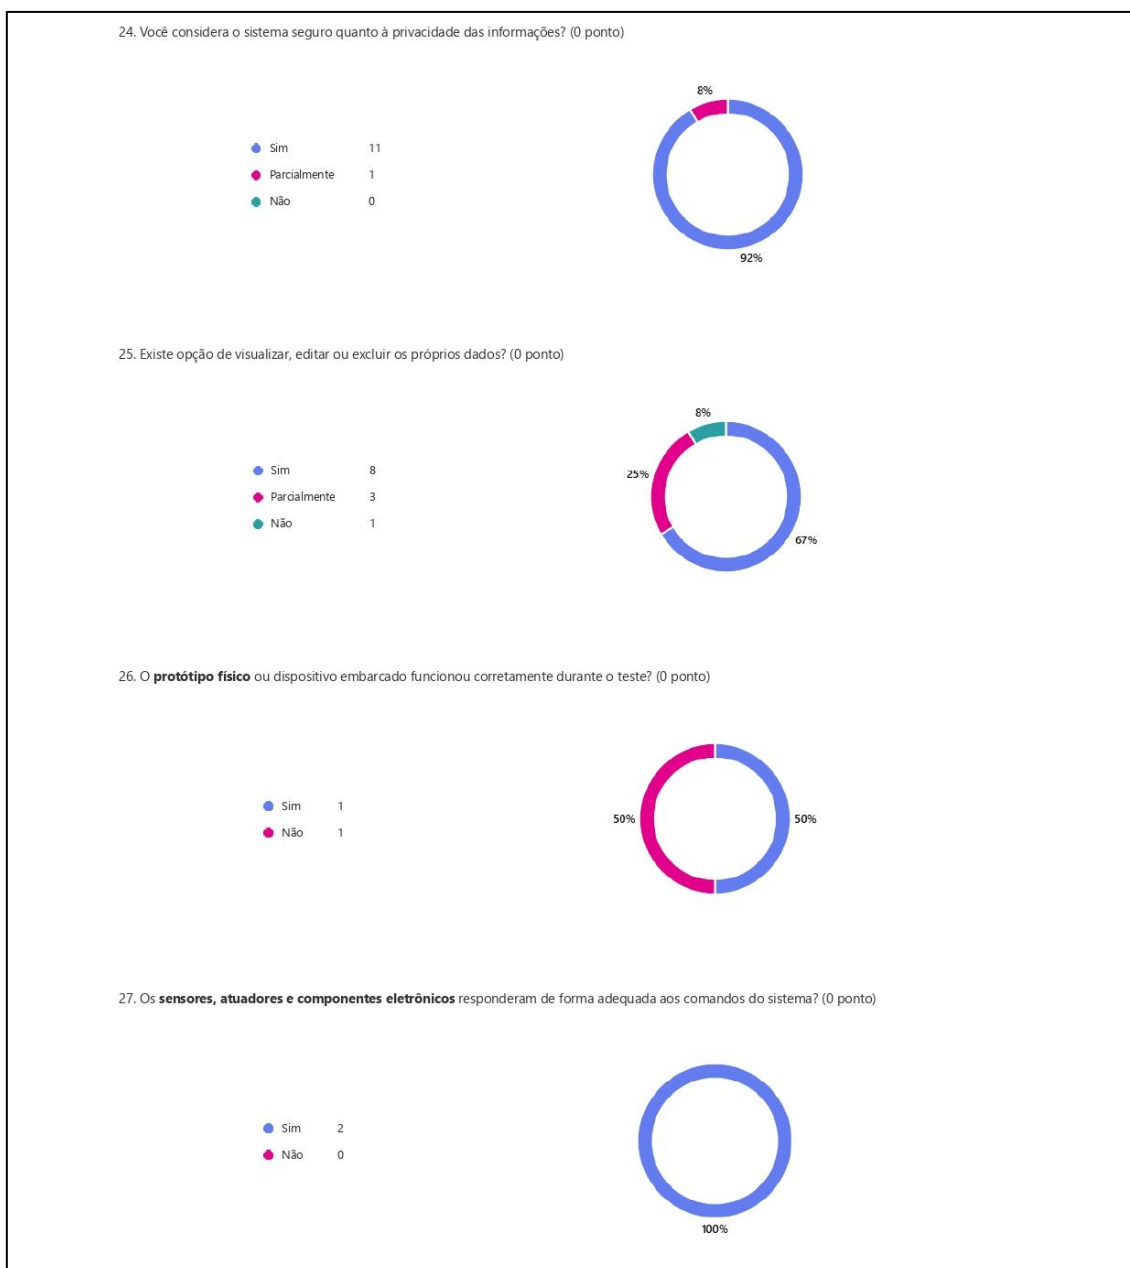 24. Você considera o sistema seguro quanto à privacidade das informações? (0 ponto)
8%
Sim 11
Parcialmente 1
Não 0
92%
25. Existe opção de visualizar, editar ou excluir os próprios dados? (0 ponto)
8%
Sim 8
25%
Parcialmente 3
Não 1
67%
26. O protótipo físico ou dispositivo embarcado funcionou corretamente durante o teste? (0 ponto)
Sim 1
50% 50%
Não 1
27. Os sensores, atuadores e componentes eletrônicos responderam de forma adequada aos comandos do sistema? (0 ponto)
Sim 2
Não 0
100%